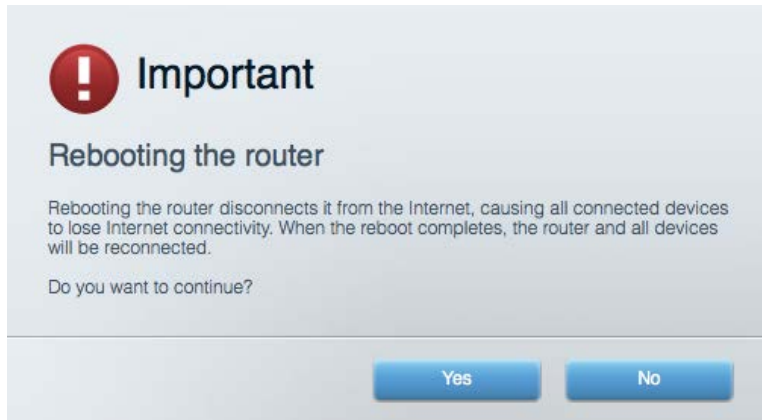 Important
Rebooting the router
Rebooting the router disconnects it from the Internet, causing all connected devices
to lose Internet connectivity. When the reboot completes, the router and all devices
will be reconnected.
Do you want to continue?
Yes No